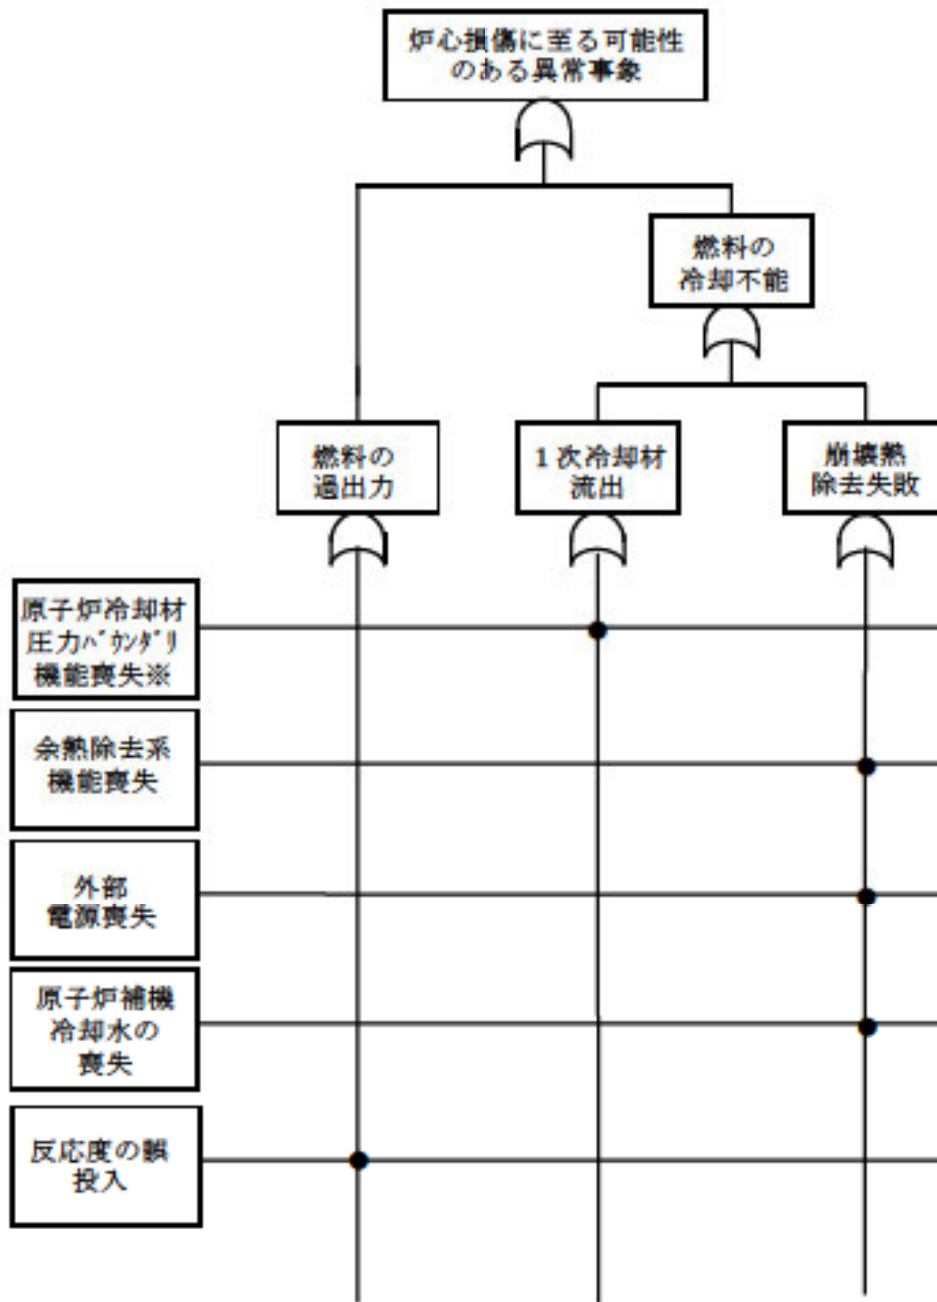 炉心損傷に至る可能性
のある異常事象
燃料の
冷却不能
燃料の
過出力
1次冷却材
流出
崩壊熱
除去失敗
原子炉冷却材
圧力バウンダリ
機能喪失※
余熱除去系
機能喪失
外部
電源喪失
原子炉補機
冷却水の
喪失
反応度の誤
投入